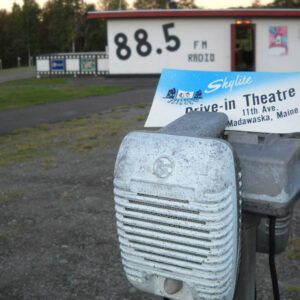 88.5 FM
RADIO
Skylite
Drive-in Theatre
11th Ave.
Madawaska, Maine